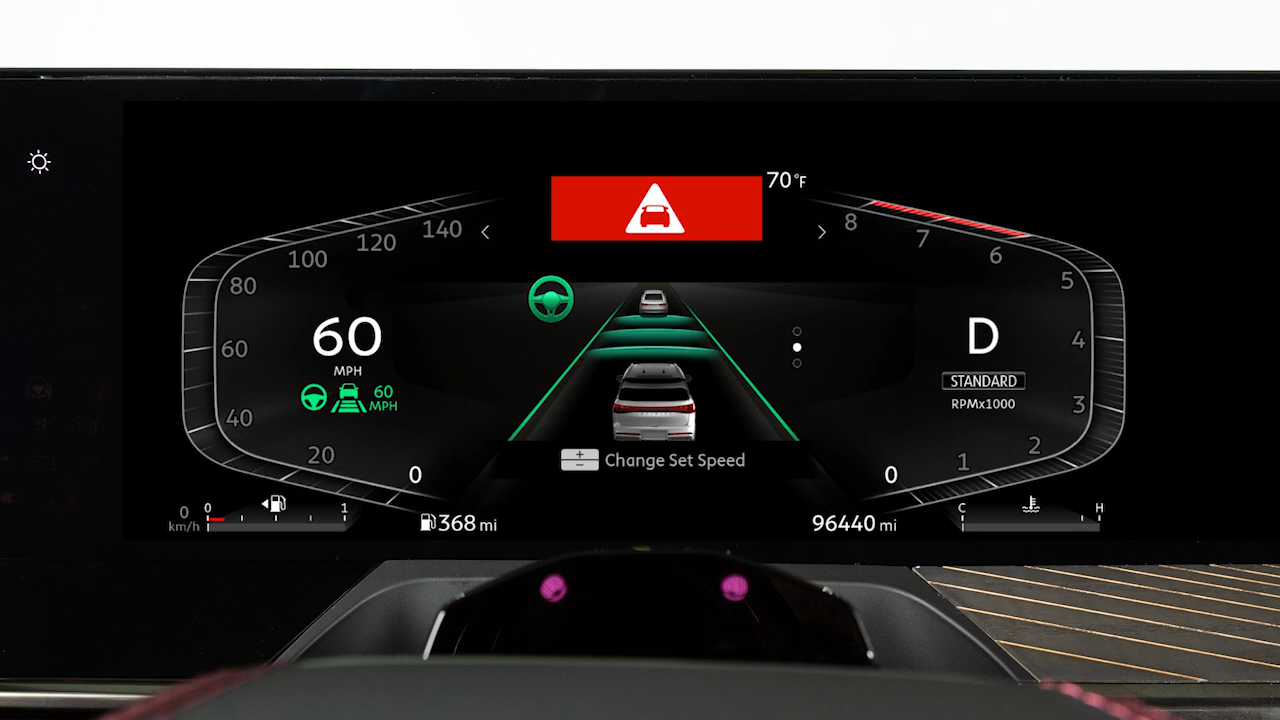 70°F
140
120
100
80
60
40
20
0
8
7
6
5
4
3
2
1
0
60
MPH
60
MPH
D
STANDARD
RPMx1000
+
−
Change Set Speed
0
km/h
0 1
368 mi
96440 mi
C H